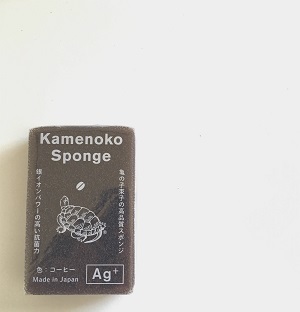 Kamenoko
Sponge
亀の子束子の高品質スポンジ
銀イオンパワーの高い抗菌力
色：コーヒー
Made in Japan
Ag+